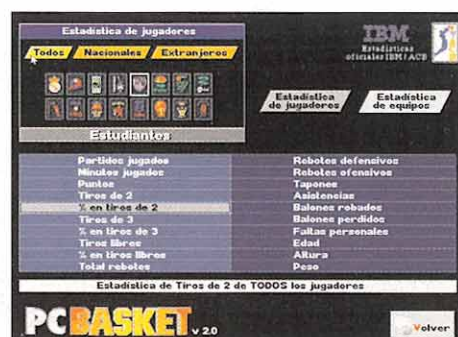 Estadística de jugadores
Todos Nacionales Extranjeros
Estudiantes
IBM
Estadísticas
oficiales IBM/ACB
Estadística
de jugadores
Estadística
de equipos
Partidos jugados
Minutos jugados
Puntos
Tiros de 2
% en tiros de 2
Tiros de 3
% en tiros de 3
Tiros libres
% en tiros libres
Total rebotes
Rebotes defensivos
Rebotes ofensivos
Tapones
Asistencias
Balones robados
Balones perdidos
Faltas personales
Edad
Altura
Peso
Estadística de Tiros de 2 de TODOS los jugadores
PC BASKET v 2.0
Volver